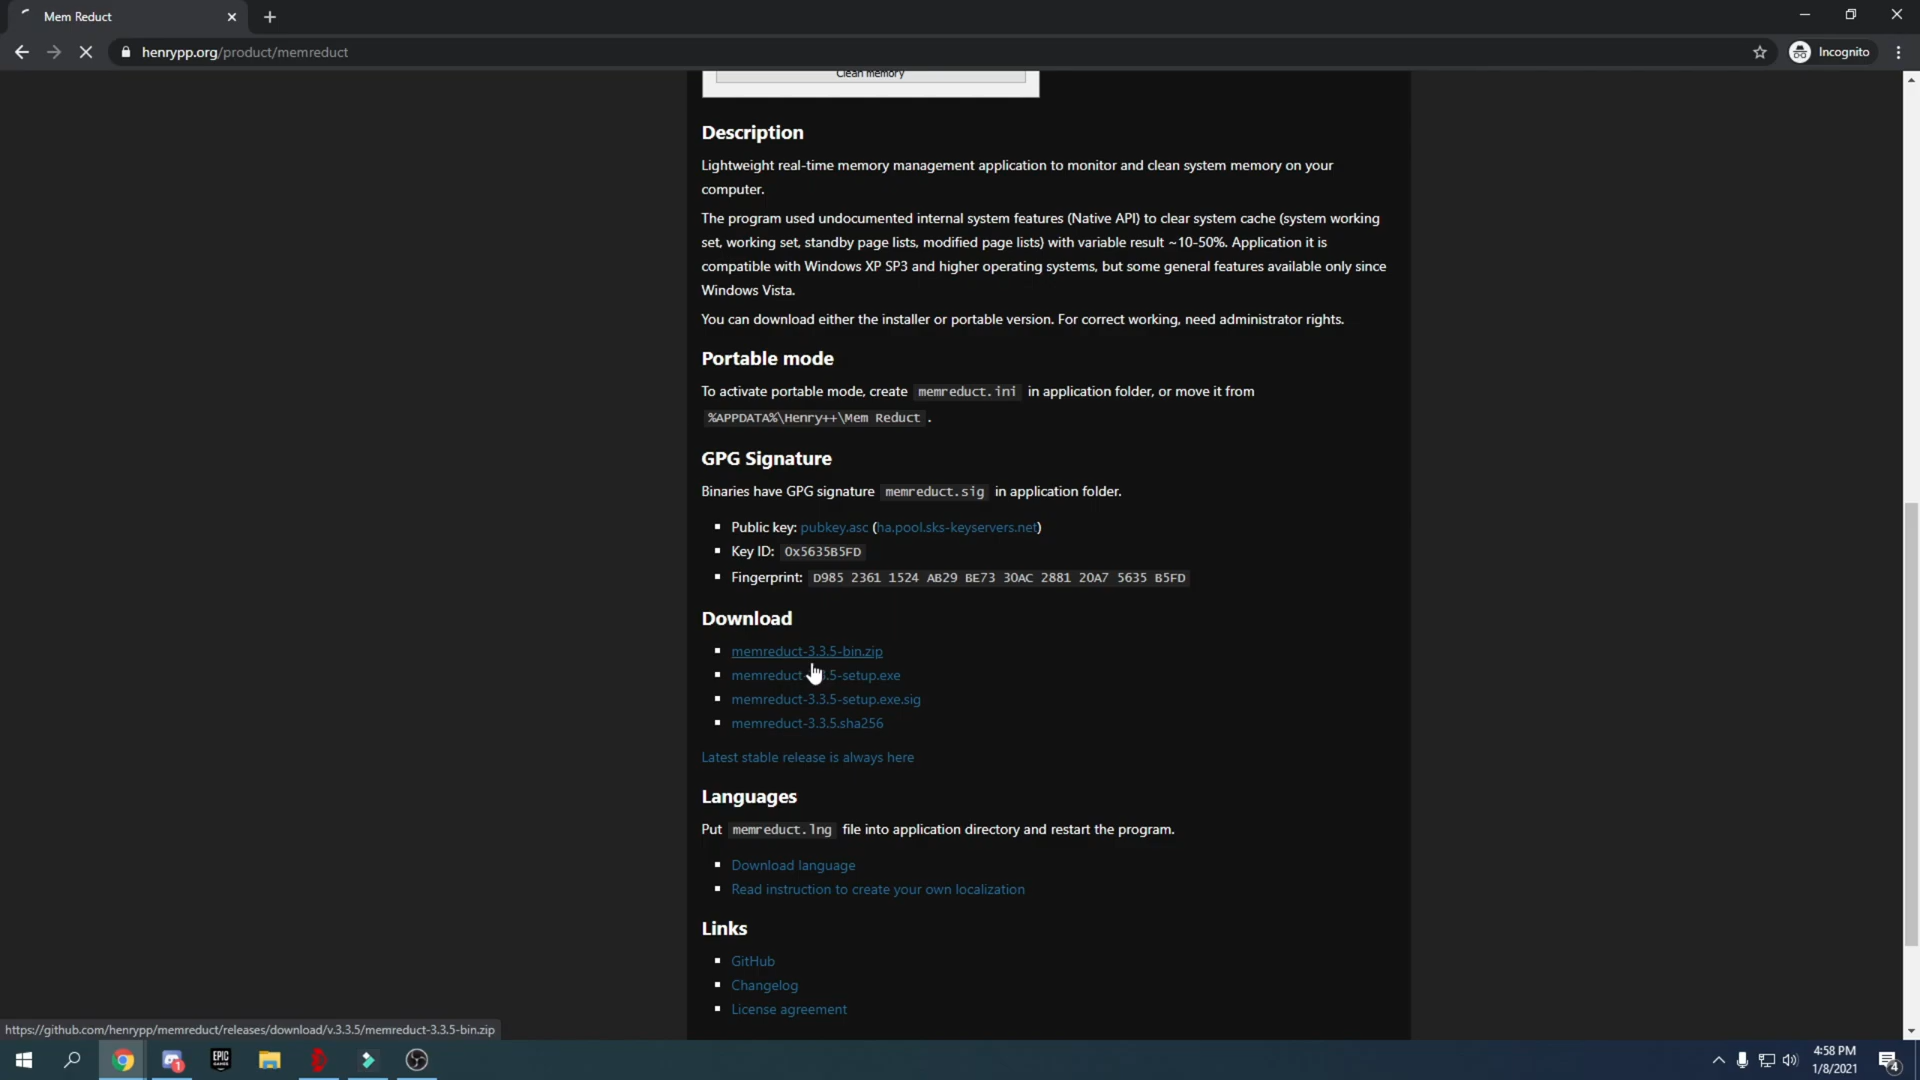 Mem Reduct
henrypp.org/product/memreduct
Incognito
Clean memory
Description
Lightweight real-time memory management application to monitor and clean system memory on your
computer.
The program used undocumented internal system features (Native API) to clear system cache (system working
set, working set, standby page lists, modified page lists) with variable result ~10-50%. Application it is
compatible with Windows XP SP3 and higher operating systems, but some general features available only since
Windows Vista.
You can download either the installer or portable version. For correct working, need administrator rights.
Portable mode
To activate portable mode, create memreduct.ini in application folder, or move it from
%APPDATA%\Henry++\Mem Reduct .
GPG Signature
Binaries have GPG signature memreduct.sig in application folder.
Public key: pubkey.asc (ha.pool.sks-keyservers.net)
Key ID: 0x5635B5FD
Fingerprint: D985 2361 1524 AB29 BE73 30AC 2881 20A7 5635 B5FD
Download
memreduct-3.3.5-bin.zip
memreduct-3.3.5-setup.exe
memreduct-3.3.5-setup.exe.sig
memreduct-3.3.5.sha256
Latest stable release is always here
Languages
Put memreduct.lng file into application directory and restart the program.
Download language
Read instruction to create your own localization
Links
GitHub
Changelog
License agreement
https://github.com/henrypp/memreduct/releases/download/v.3.3.5/memreduct-3.3.5-bin.zip
1
EPIC
GAMES
4:58 PM
1/8/2021
4